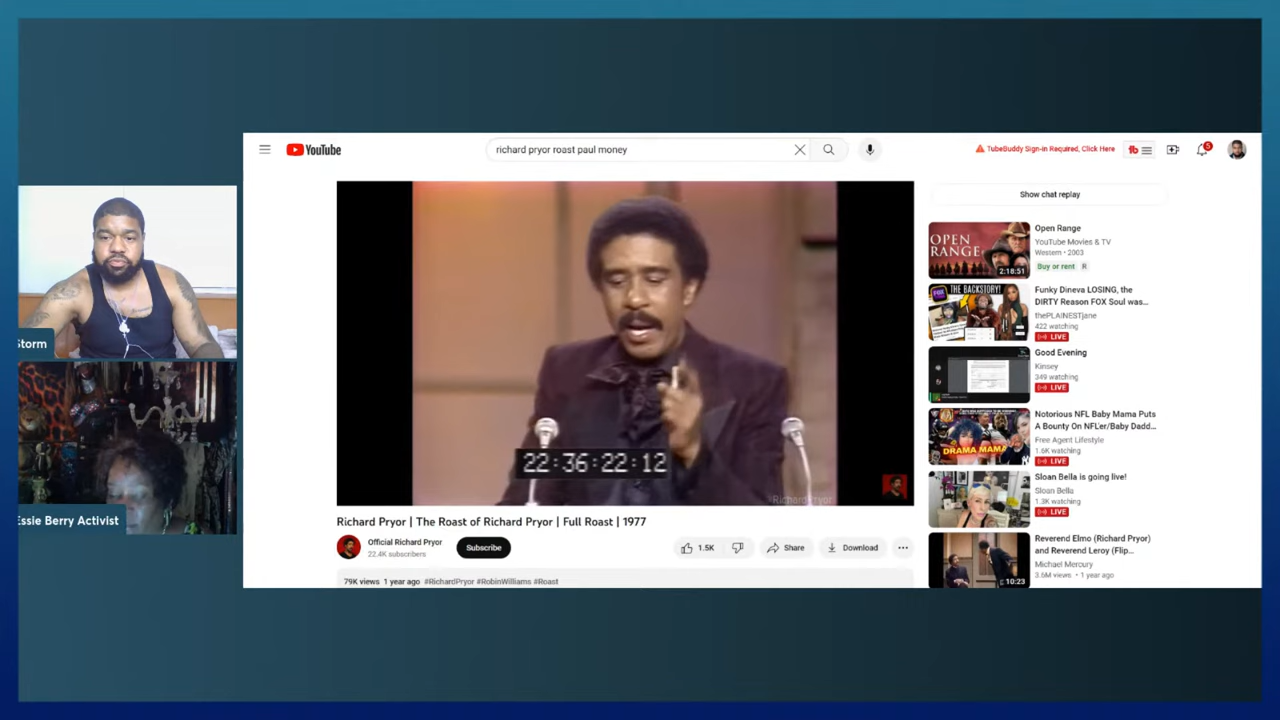 YouTube
richard pryor roast paul money
TubeBuddy Sign-in Required, Click Here
5
Show chat replay
OPEN
RANGE
2:18:51
Open Range
YouTube Movies & TV
Western • 2003
Buy or rent R
THE BACKSTORY!
Funky Dineva LOSING, the
DIRTY Reason FOX Soul was...
thePLAINESTjane
422 watching
LIVE
Good Evening
Kinsey
349 watching
LIVE
DRAMA MAMA
Notorious NFL Baby Mama Puts
A Bounty On NFL'er/Baby Dadd...
Free Agent Lifestyle
1.6K watching
LIVE
Sloan Bella is going live!
Sloan Bella
1.3K watching
LIVE
10:23
Reverend Elmo (Richard Pryor)
and Reverend Leroy (Flip...
Michael Mercury
3.6M views • 1 year ago
Storm
Essie Berry Activist
22:36:22:12
RichardPryor
Richard Pryor | The Roast of Richard Pryor | Full Roast | 1977
Official Richard Pryor
22.4K subscribers
Subscribe
1.5K
Share
Download
79K views 1 year ago #RichardPryor #RobinWilliams #Roast